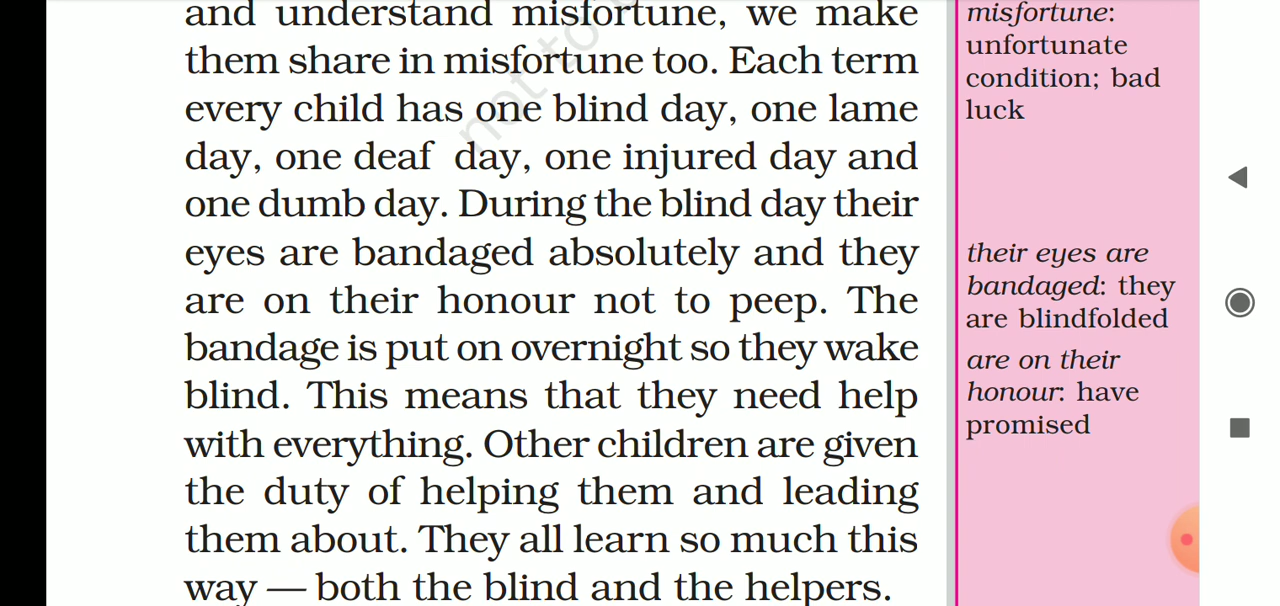 and understand misfortune, we make
them share in misfortune too. Each term
every child has one blind day, one lame
day, one deaf day, one injured day and
one dumb day. During the blind day their
eyes are bandaged absolutely and they
are on their honour not to peep. The
bandage is put on overnight so they wake
blind. This means that they need help
with everything. Other children are given
the duty of helping them and leading
them about. They all learn so much this
way — both the blind and the helpers.
misfortune:
unfortunate
condition; bad
luck
their eyes are
bandaged: they
are blindfolded
are on their
honour: have
promised
not to